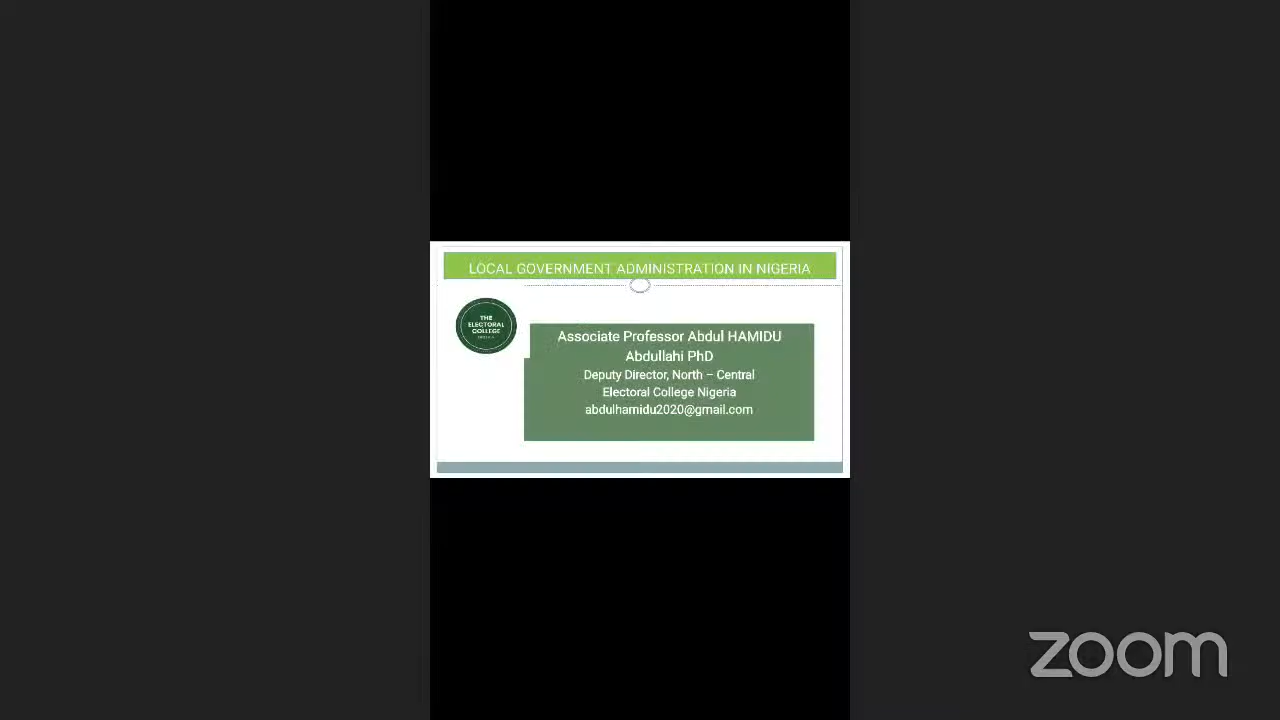 LOCAL GOVERNMENT ADMINISTRATION IN NIGERIA
THE
ELECTORAL
COLLEGE
Associate Professor Abdul HAMIDU
Abdullahi PhD
Deputy Director, North – Central
Electoral College Nigeria
abdulhamidu2020@gmail.com
zoom